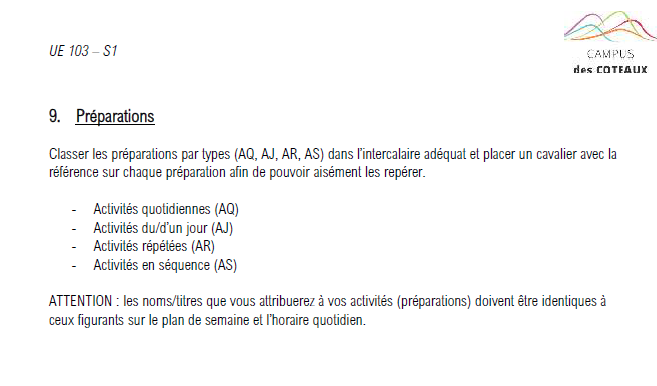 UE 103 – S1
CAMPUS
des COTEAUX
9. Préparations
Classer les préparations par types (AQ, AJ, AR, AS) dans l'intercalaire adéquat et placer un cavalier avec la
référence sur chaque préparation afin de pouvoir aisément les repérer.
- Activités quotidiennes (AQ)
- Activités du/d'un jour (AJ)
- Activités répétées (AR)
- Activités en séquence (AS)
ATTENTION : les noms/titres que vous attribuerez à vos activités (préparations) doivent être identiques à
ceux figurants sur le plan de semaine et l'horaire quotidien.